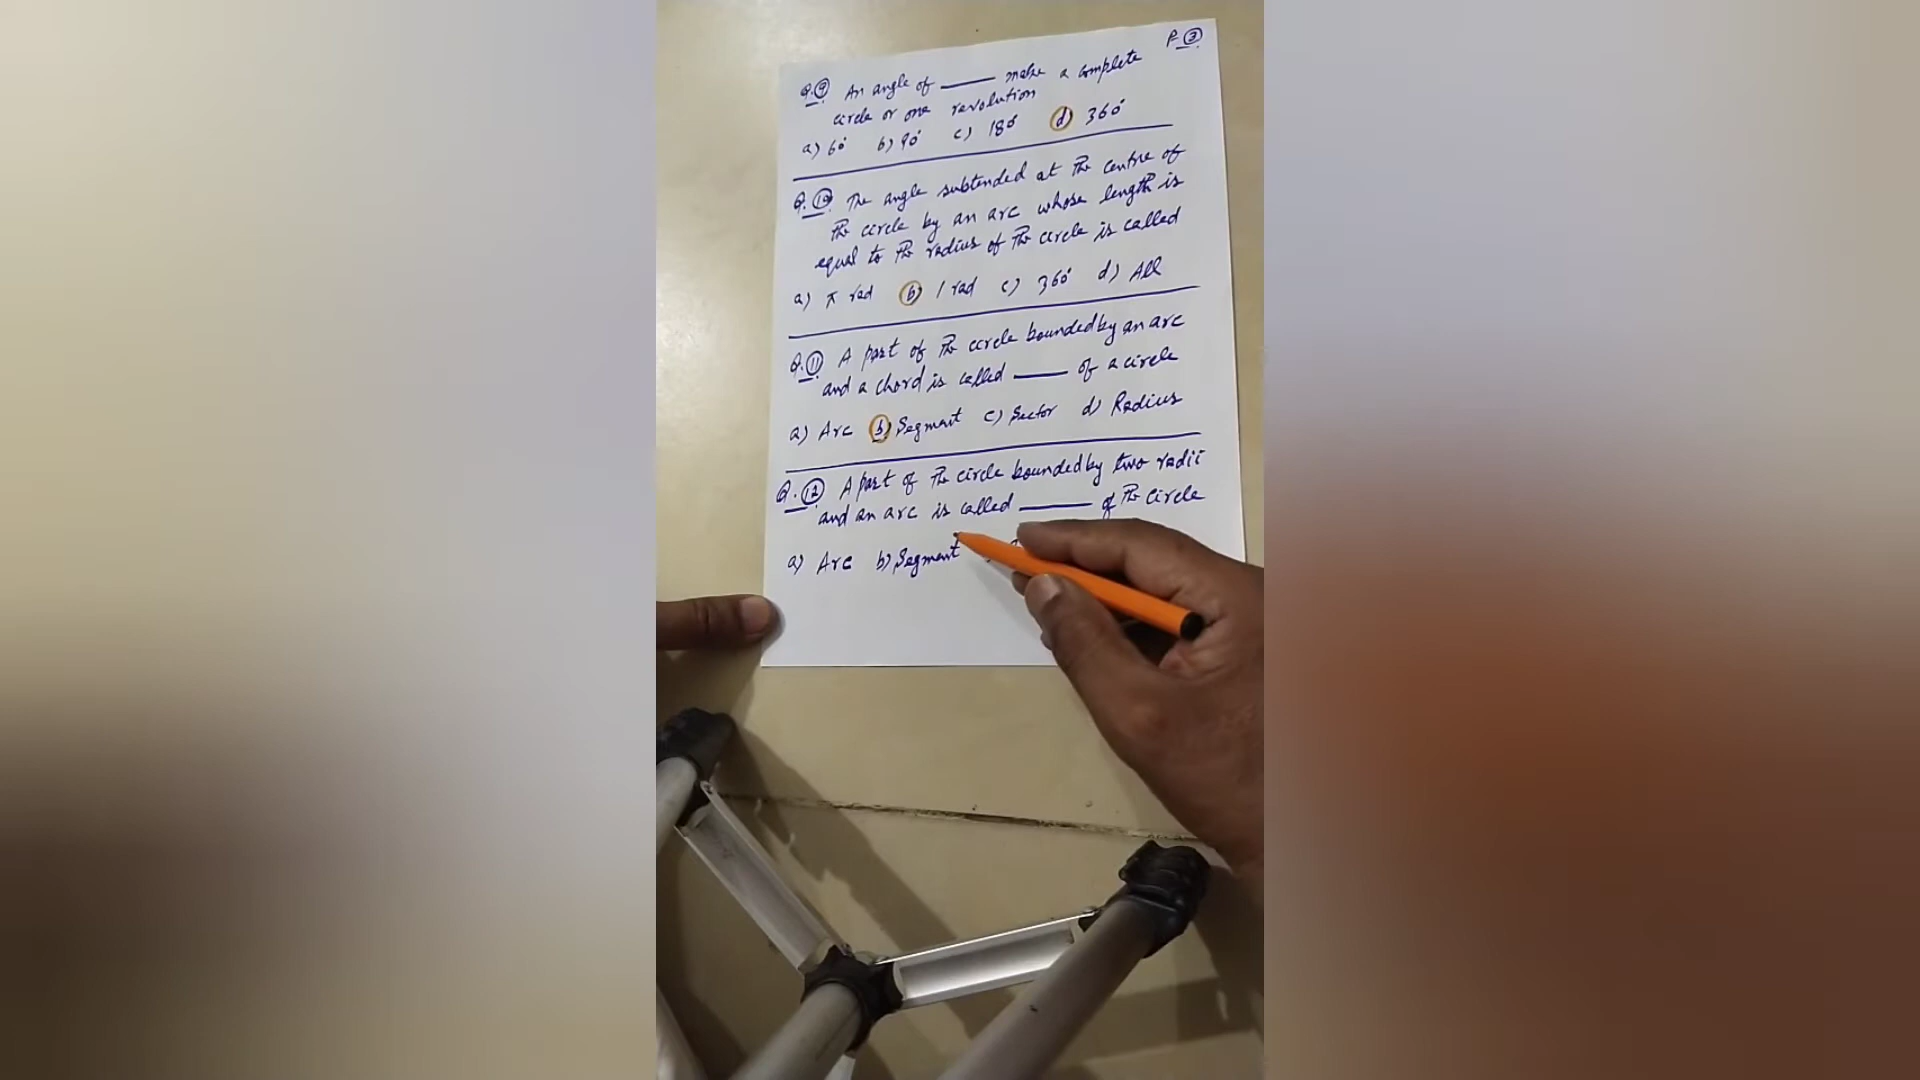 P-③
Q.⑨ An angle of ____ make a complete
circle or one revolution
a) 60° b) 90° c) 180° d) 360°
Q.⑩ The angle subtended at the centre of
the circle by an arc whose length is
equal to the radius of the circle is called
a) π rad b) 1 rad c) 360° d) All
Q.⑪ A part of the circle bounded by an arc
and a chord is called ____ of a circle
a) Arc b) Segment c) Sector d) Radius
Q.⑫ A part of the circle bounded by two radii
and an arc is called ____ of the circle
a) Arc b) Segment